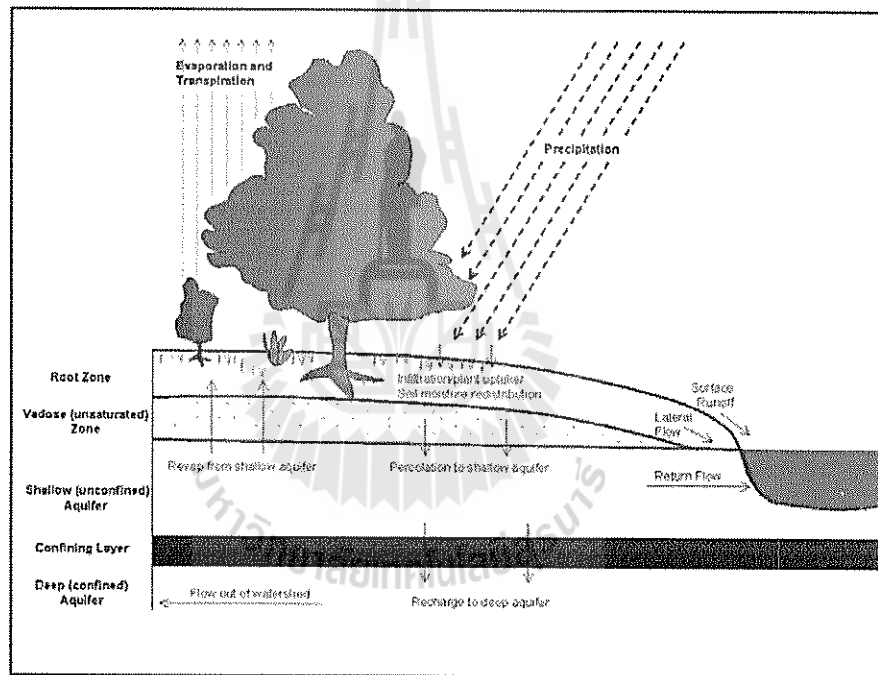 Evaporation and
Transpiration
Precipitation
Root Zone
Infiltration/plant uptake/
Soil moisture redistribution
Surface
Runoff
Lateral
Flow
Vadose (unsaturated)
Zone
Revap from shallow aquifer
Percolation to shallow aquifer
Return Flow
Shallow (unconfined)
Aquifer
Confining Layer
Deep (confined)
Aquifer
Flow out of watershed
Recharge to deep aquifer